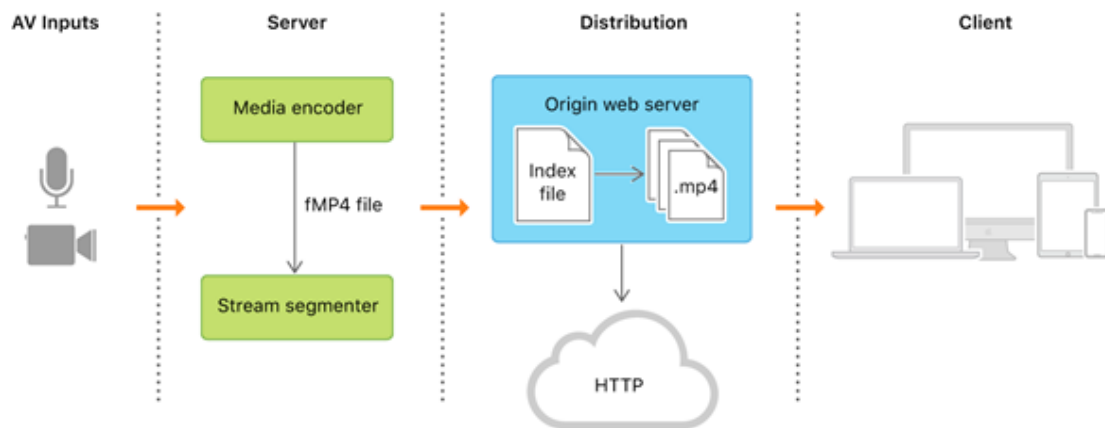 AV Inputs
Server
Distribution
Client
Media encoder
fMP4 file
Stream segmenter
Origin web server
Index
file
.mp4
HTTP